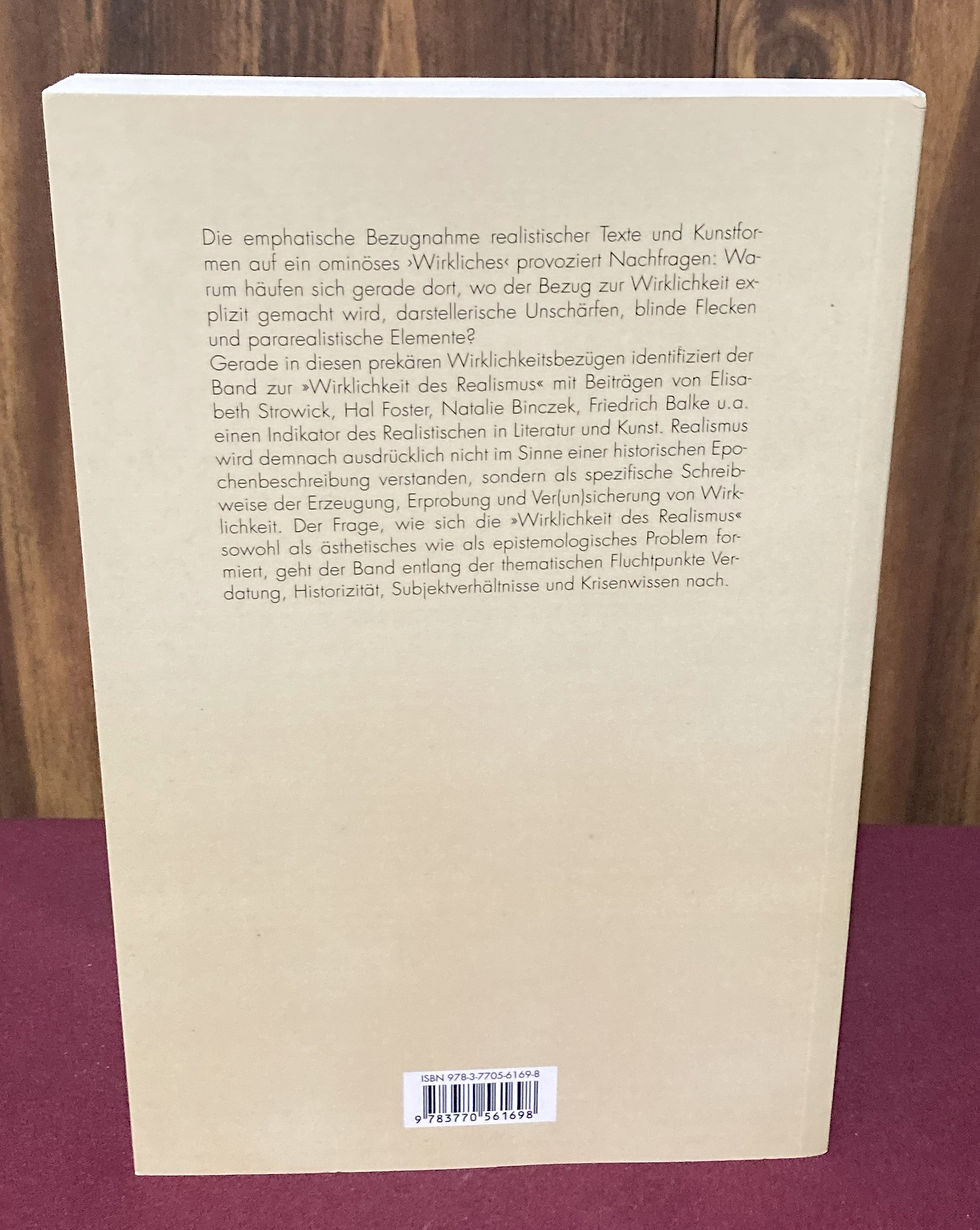 Die emphatische Bezugnahme realistischer Texte und Kunstfor-
men auf ein ominöses ›Wirkliches‹ provoziert Nachfragen: Wa-
rum häufen sich gerade dort, wo der Bezug zur Wirklichkeit ex-
plizit gemacht wird, darstellerische Unschärfen, blinde Flecken
und pararealistische Elemente?
Gerade in diesen prekären Wirklichkeitsbezügen identifiziert der
Band zur »Wirklichkeit des Realismus« mit Beiträgen von Elisa-
beth Strowick, Hal Foster, Natalie Binczek, Friedrich Balke u.a.
einen Indikator des Realistischen in Literatur und Kunst. Realismus
wird demnach ausdrücklich nicht im Sinne einer historischen Epo-
chenbeschreibung verstanden, sondern als spezifische Schreib-
weise der Erzeugung, Erprobung und Ver(un)sicherung von Wirk-
lichkeit. Der Frage, wie sich die »Wirklichkeit des Realismus«
sowohl als ästhetisches wie als epistemologisches Problem for-
miert, geht der Band entlang der thematischen Fluchtpunkte Ver-
datung, Historizität, Subjektverhältnisse und Krisenwissen nach.
ISBN 978-3-7705-6169-8
9 783770 561698